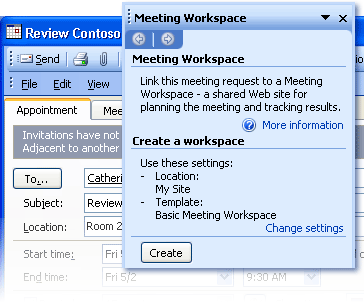 Review Contoso
Meeting Workspace
Send
File Edit View
Meeting Workspace
Link this meeting request to a Meeting
Workspace - a shared Web site for
planning the meeting and tracking results.
More information
Appointment
Invitations have not
Adjacent to another
Create a workspace
Use these settings:
- Location:
My Site
- Template:
Basic Meeting Workspace
Change settings
Create
To...
Subject: Review
Location: Room 2
Start time: Fri 5/
End time: Fri 5/2 9:30 AM